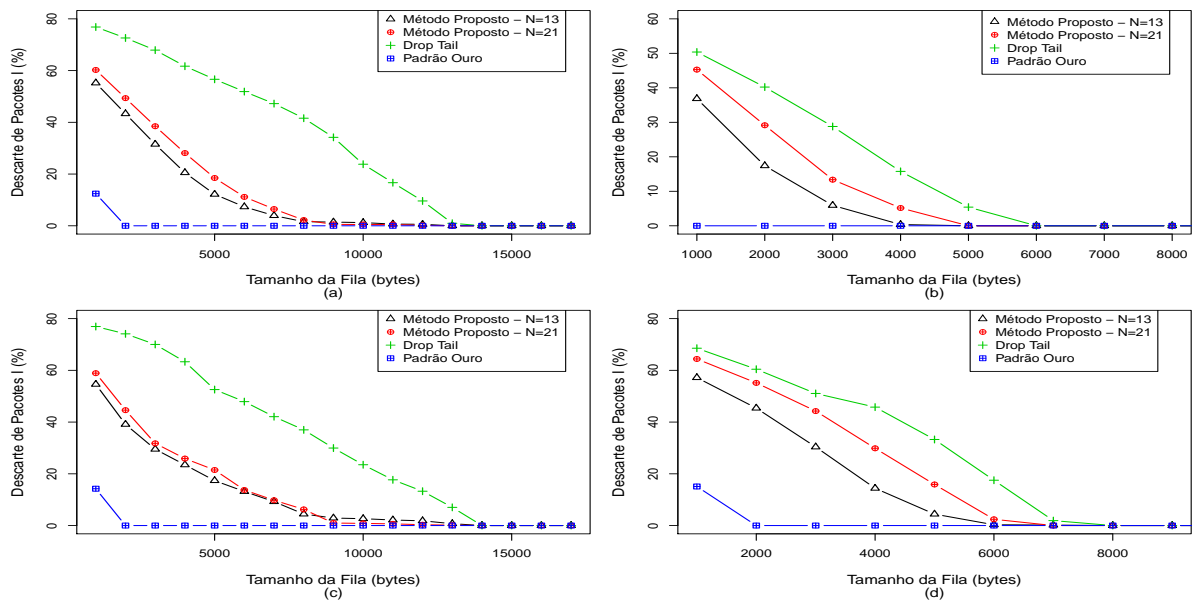 Descarte de Pacotes I (%)
0 20 40 60 80
Método Proposto – N=13
Método Proposto – N=21
Drop Tail
Padrão Ouro
5000 10000 15000
Tamanho da Fila (bytes)
(a)
Descarte de Pacotes I (%)
0 10 20 30 40 50 60
Método Proposto – N=13
Método Proposto – N=21
Drop Tail
Padrão Ouro
1000 2000 3000 4000 5000 6000 7000 8000
Tamanho da Fila (bytes)
(b)
Descarte de Pacotes I (%)
0 20 40 60 80
Método Proposto – N=13
Método Proposto – N=21
Drop Tail
Padrão Ouro
5000 10000 15000
Tamanho da Fila (bytes)
(c)
Descarte de Pacotes I (%)
0 20 40 60 80
Método Proposto – N=13
Método Proposto – N=21
Drop Tail
Padrão Ouro
2000 4000 6000 8000
Tamanho da Fila (bytes)
(d)